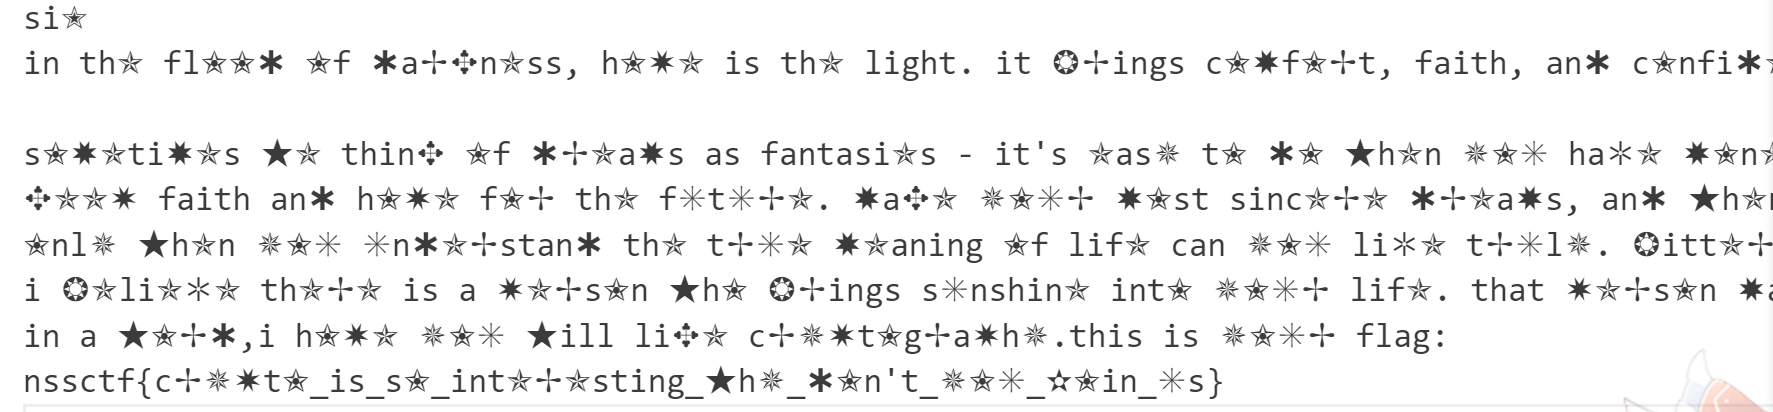 si✭
in th✯ fl✬✬✱ ✬f ✱a✢✣n✯ss, h✬✷✯ is th✯ light. it ❂✢ings c✬✸f✬✢t, faith, an✱ c✬nfi✱
s✬✸✯ti✸✯s ★✯ thin✣ ✬f ✱✢✯a✸s as fantasi✯s - it's ✯as✵ t✬ ✱✬ ★h✯n ✵✬✳ ha✲✯ ✸✬n
✣✯✯✷ faith an✱ h✬✷✯ f✬✢ th✯ f✳t✳✢✯. ✸a✣✯ ✵✬✳✢ ✸✬st sinc✯✢✯ ✱✢✯a✸s, an✱ ★h✯
✬nl✵ ★h✯n ✵✬✳ ✳n✱✯✢stan✱ th✯ t✢✳✯ ✸✯aning ✬f lif✯ can ✵✬✳ li✲✯ t✢✳l✵. ❂itt✯✢
i ❂✯li✯✲✯ th✯✢✯ is a ✷✯✢s✬n ★h✬ ❂✢ings s✳nshin✯ int✬ ✵✬✳✢ lif✯. that ✷✯✢s✬n ✸
in a ★✬✢✱,i h✬✷✯ ✵✬✳ ★ill li✣✯ c✢✵✷t✬g✢a✷h✵.this is ✵✬✳✢ flag:
nssctf{c✢✵✷t✬_is_s✬_int✯✢✯sting_★h✵_✱✬n't_✵✬✳_✫✬in_✳s}